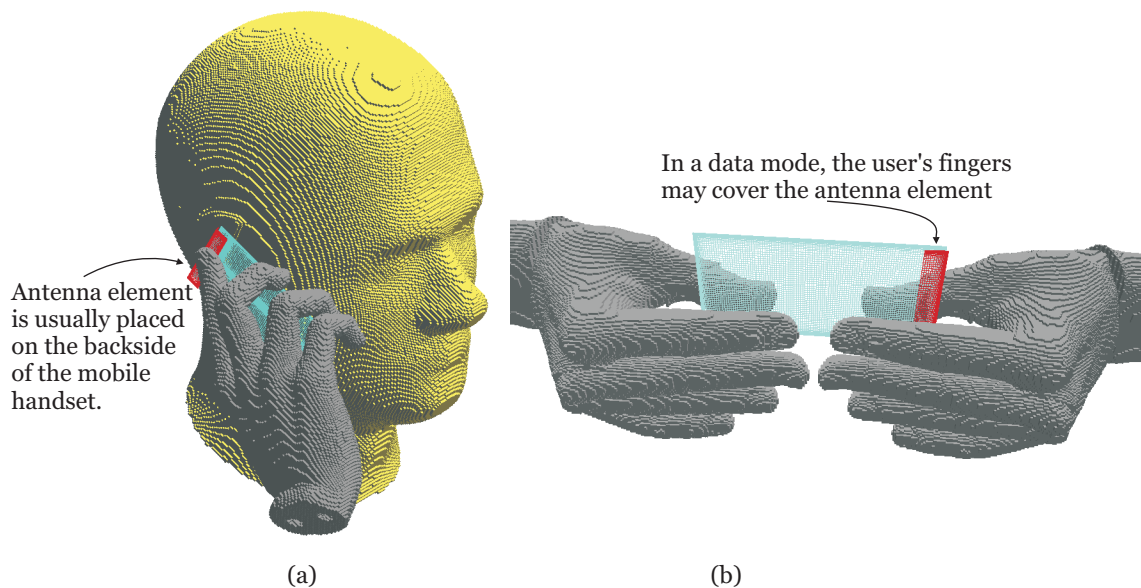 In a data mode, the user's fingers
may cover the antenna element
Antenna element
is usually placed
on the backside
of the mobile
handset.
(a)
(b)